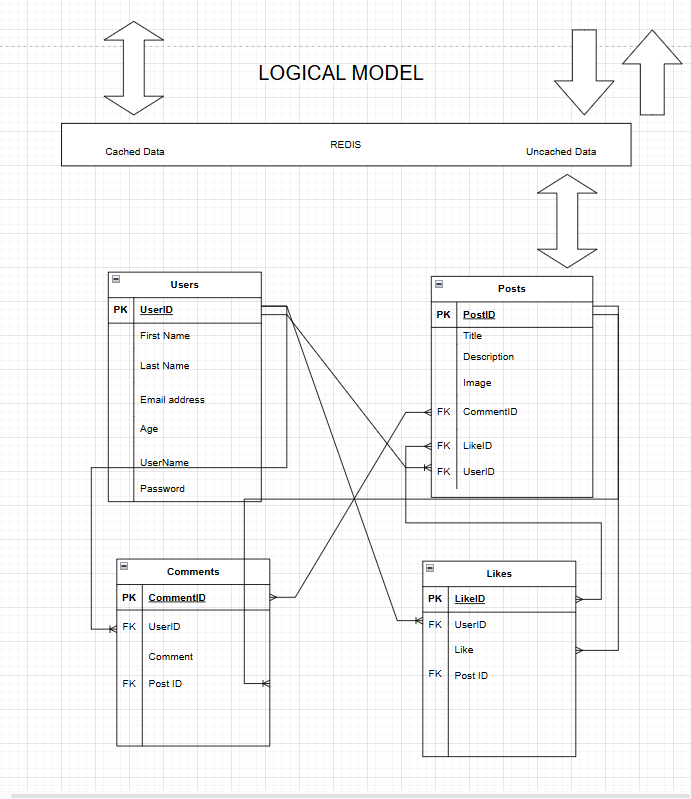 LOGICAL MODEL
REDIS
Cached Data
Uncached Data
Users
PK UserID
First Name
Last Name
Email address
Age
UserName
Password
Posts
PK PostID
Title
Description
Image
FK CommentID
FK LikeID
FK UserID
Comments
PK CommentID
FK UserID
Comment
FK Post ID
Likes
PK LikeID
FK UserID
Like
FK Post ID